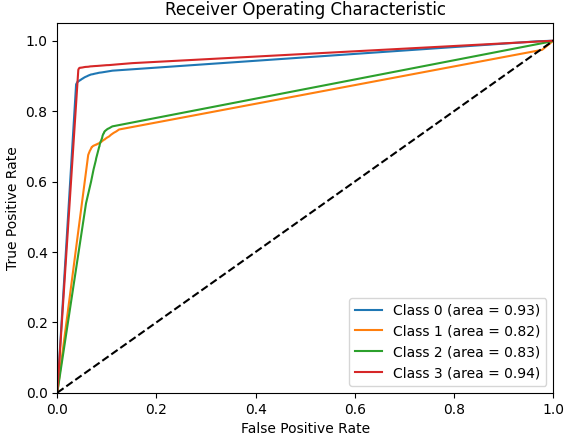 Receiver Operating Characteristic
1.0
0.8
0.6
0.4
0.2
0.0
True Positive Rate
0.0 0.2 0.4 0.6 0.8 1.0
False Positive Rate
Class 0 (area = 0.93)
Class 1 (area = 0.82)
Class 2 (area = 0.83)
Class 3 (area = 0.94)